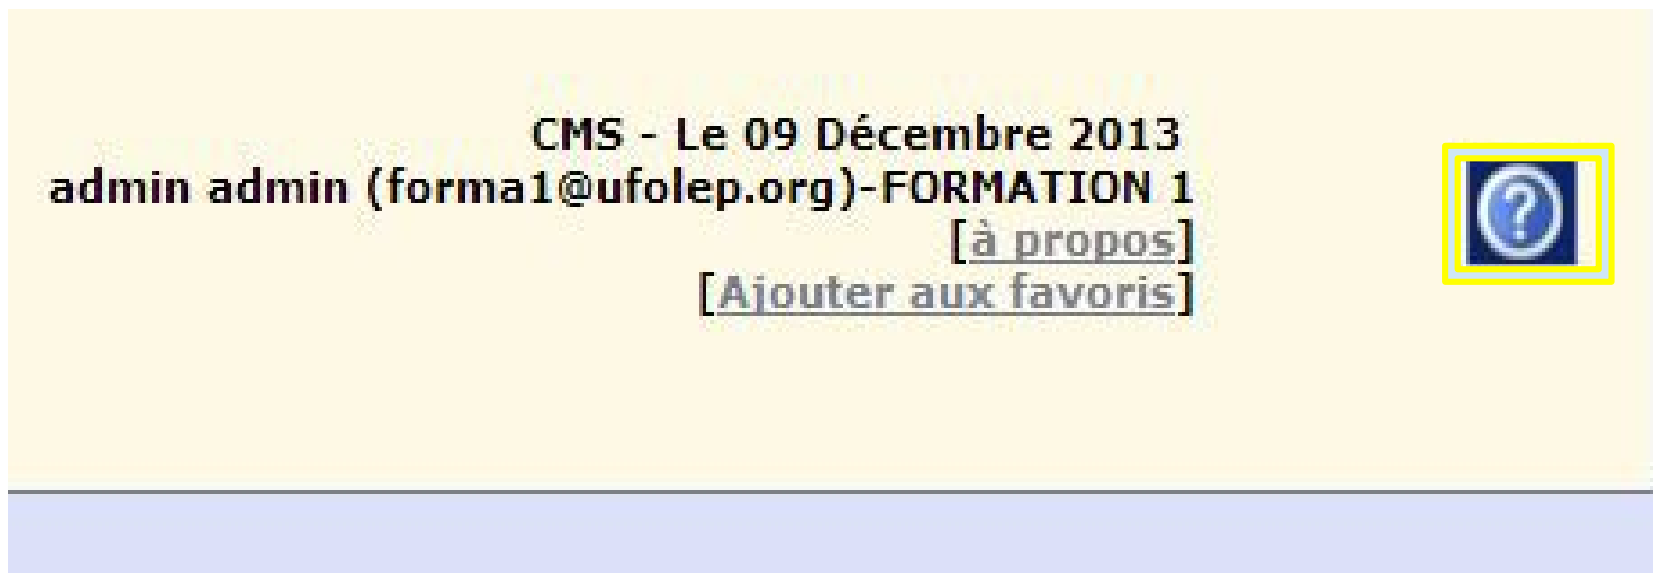 CMS - Le 09 Décembre 2013
admin admin (forma1@ufolep.org)-FORMATION 1
[à propos]
[Ajouter aux favoris]
?